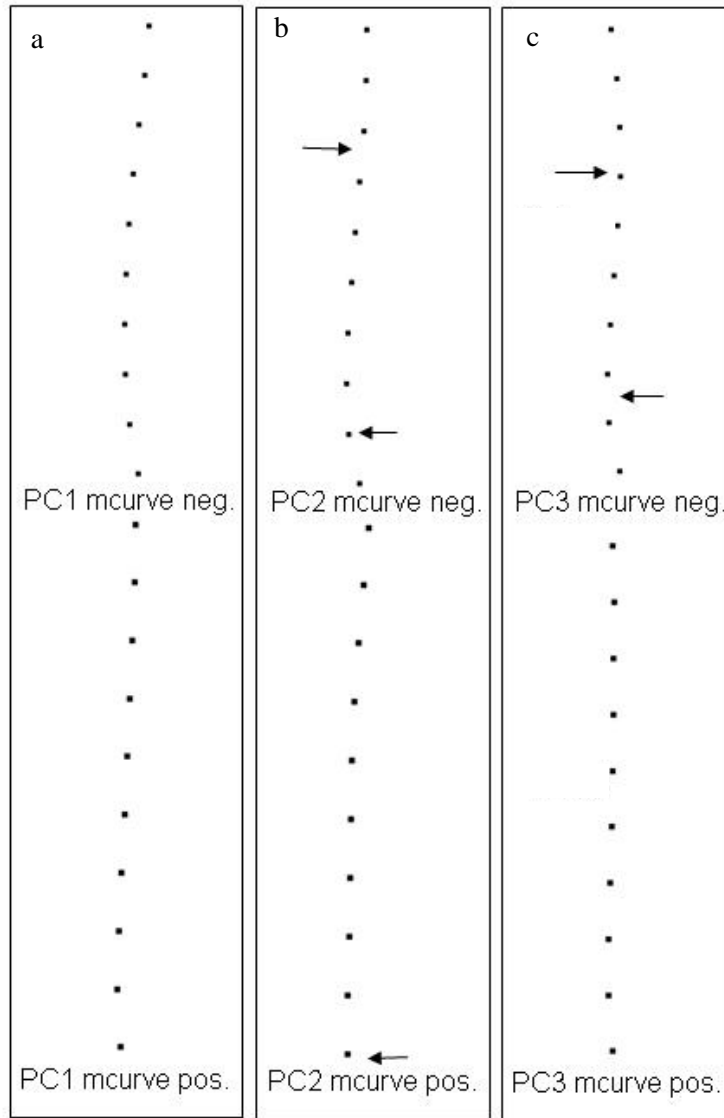 a
PC1 mcurve neg.
PC1 mcurve pos.
b
PC2 mcurve neg.
PC2 mcurve pos.
c
PC3 mcurve neg.
PC3 mcurve pos.